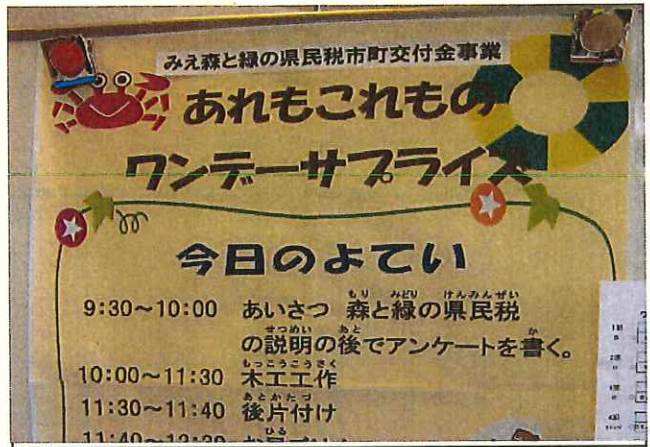 みえ森と緑の県民税市町交付金事業
あれもこれもの
ワンデーサプライズ
今日のよてい
9:30～10:00 あいさつ 森と緑の県民税
の説明の後でアンケートを書く。
10:00～11:30 木工工作
11:30～11:40 後片付け
11:40～12:30